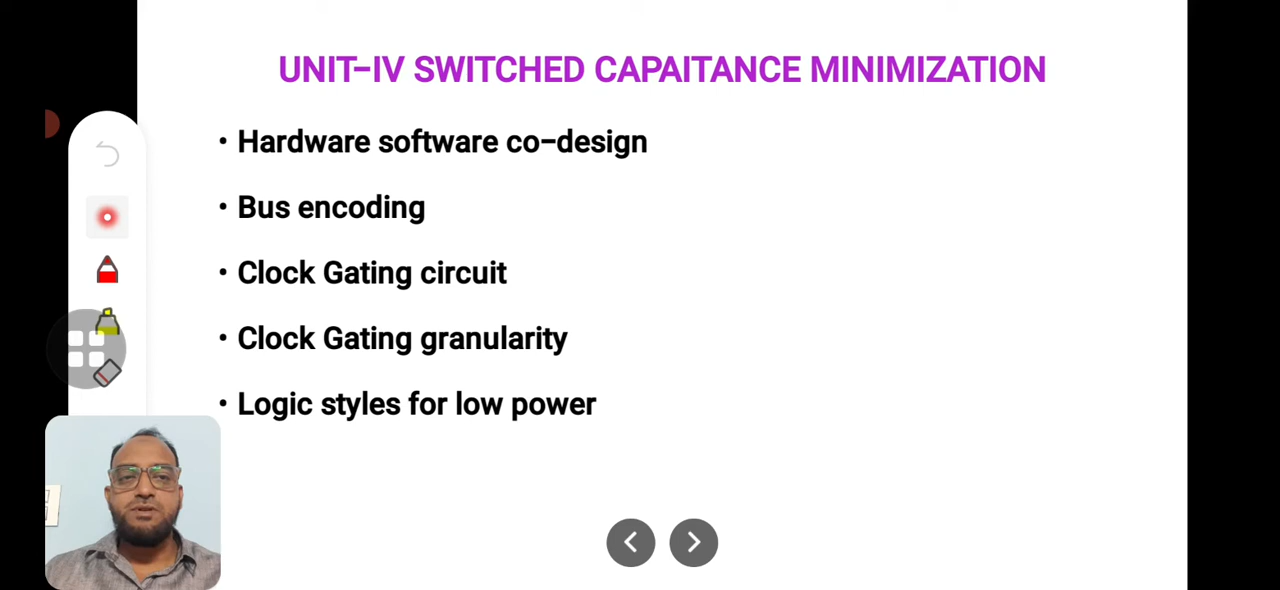 UNIT-IV SWITCHED CAPAITANCE MINIMIZATION
• Hardware software co-design
• Bus encoding
• Clock Gating circuit
• Clock Gating granularity
• Logic styles for low power